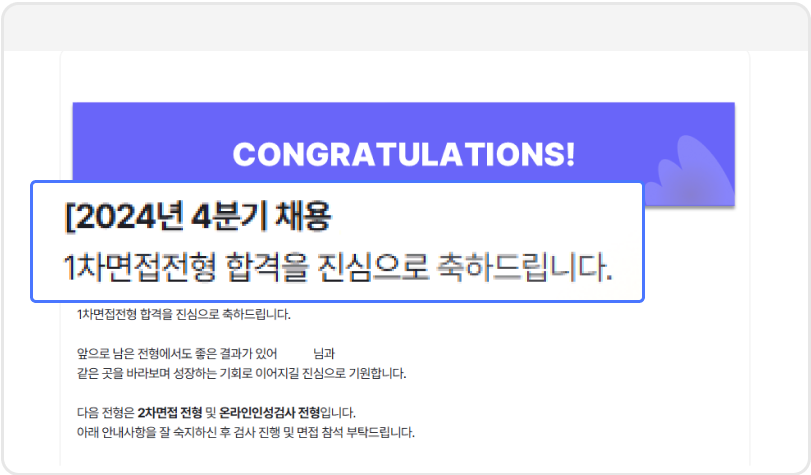 CONGRATULATIONS!
[2024년 4분기 채용
1차면접전형 합격을 진심으로 축하드립니다.
1차면접전형 합격을 진심으로 축하드립니다.
앞으로 남은 전형에서도 좋은 결과가 있어 님과
같은 곳을 바라보며 성장하는 기회로 이어지길 진심으로 기원합니다.
다음 전형은 2차면접 전형 및 온라인인성검사 전형입니다.
아래 안내사항을 잘 숙지하신 후 검사 진행 및 면접 참석 부탁드립니다.